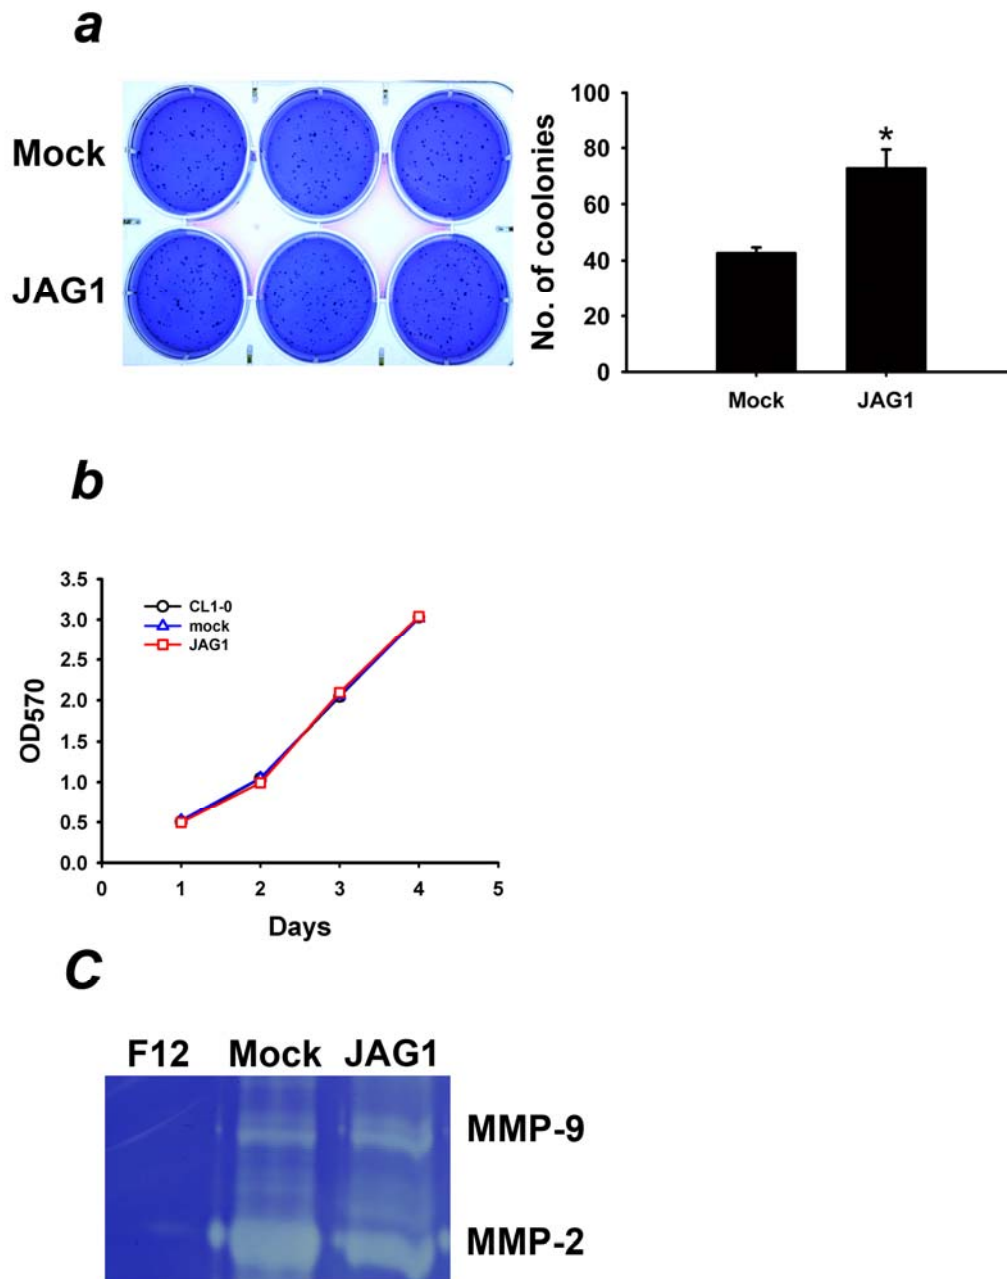 a
Mock
JAG1
100
80
60
40
20
0
No. of coolonies
*
Mock JAG1
b
3.5
3.0
2.5
2.0
1.5
1.0
0.5
0.0
OD570
CL1-0
mock
JAG1
0 1 2 3 4 5
Days
C
F12 Mock JAG1
MMP-9
MMP-2